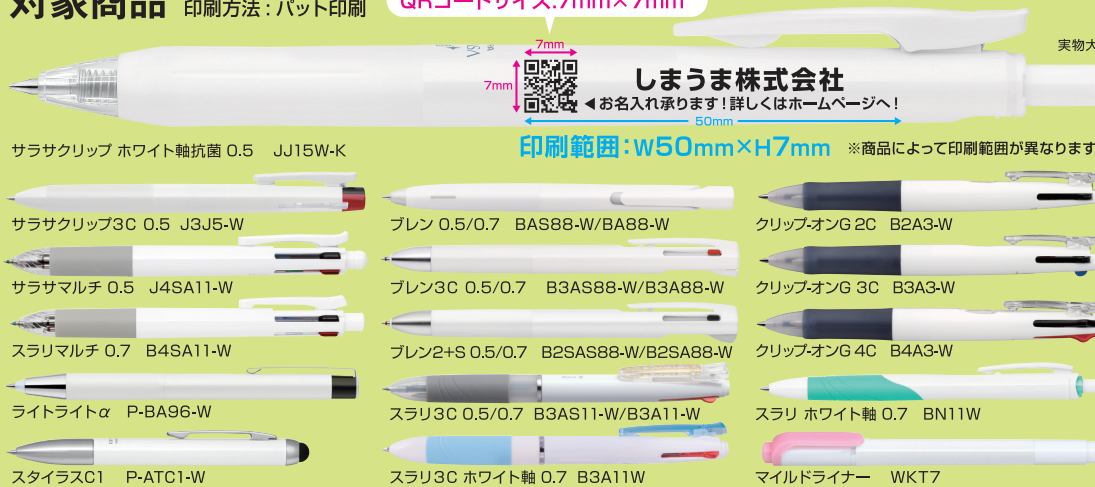 対象商品 印刷方法：パット印刷
QRコードサイズ:7mm×7mm
実物大
7mm
7mm
しまうま株式会社
◀お名入れ承ります！詳しくはホームページへ！
50mm
印刷範囲：W50mm×H7mm ※商品によって印刷範囲が異なります
サラサクリップ ホワイト軸抗菌 0.5 JJ15W-K
サラサクリップ3C 0.5 J3J5-W
ブレン 0.5/0.7 BAS88-W/BA88-W
クリップ-オンG 2C B2A3-W
サラサマルチ 0.5 J4SA11-W
ブレン3C 0.5/0.7 B3AS88-W/B3A88-W
クリップ-オンG 3C B3A3-W
スラリマルチ 0.7 B4SA11-W
ブレン2+S 0.5/0.7 B2SAS88-W/B2SA88-W
クリップ-オンG 4C B4A3-W
ライトライトα P-BA96-W
スラリ3C 0.5/0.7 B3AS11-W/B3A11-W
スラリ ホワイト軸 0.7 BN11W
スタイラスC1 P-ATC1-W
スラリ3C ホワイト軸 0.7 B3A11W
マイルドライナー WKT7